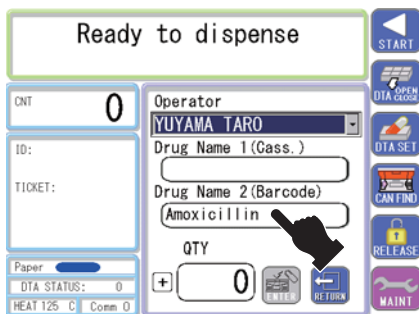 Ready to dispense
START
CNT
0
ID:
TICKET:
Paper
DTA STATUS: 0
HEAT 125 C Comm 0
Operator
YUYAMA TARO
Drug Name 1(Cass.)
Drug Name 2(Barcode)
(Amoxicillin
QTY
+
0
ENTER
RETURN
DTA OPEN
CLOSE
DTA SET
CAN FIND
RELEASE
MAINT